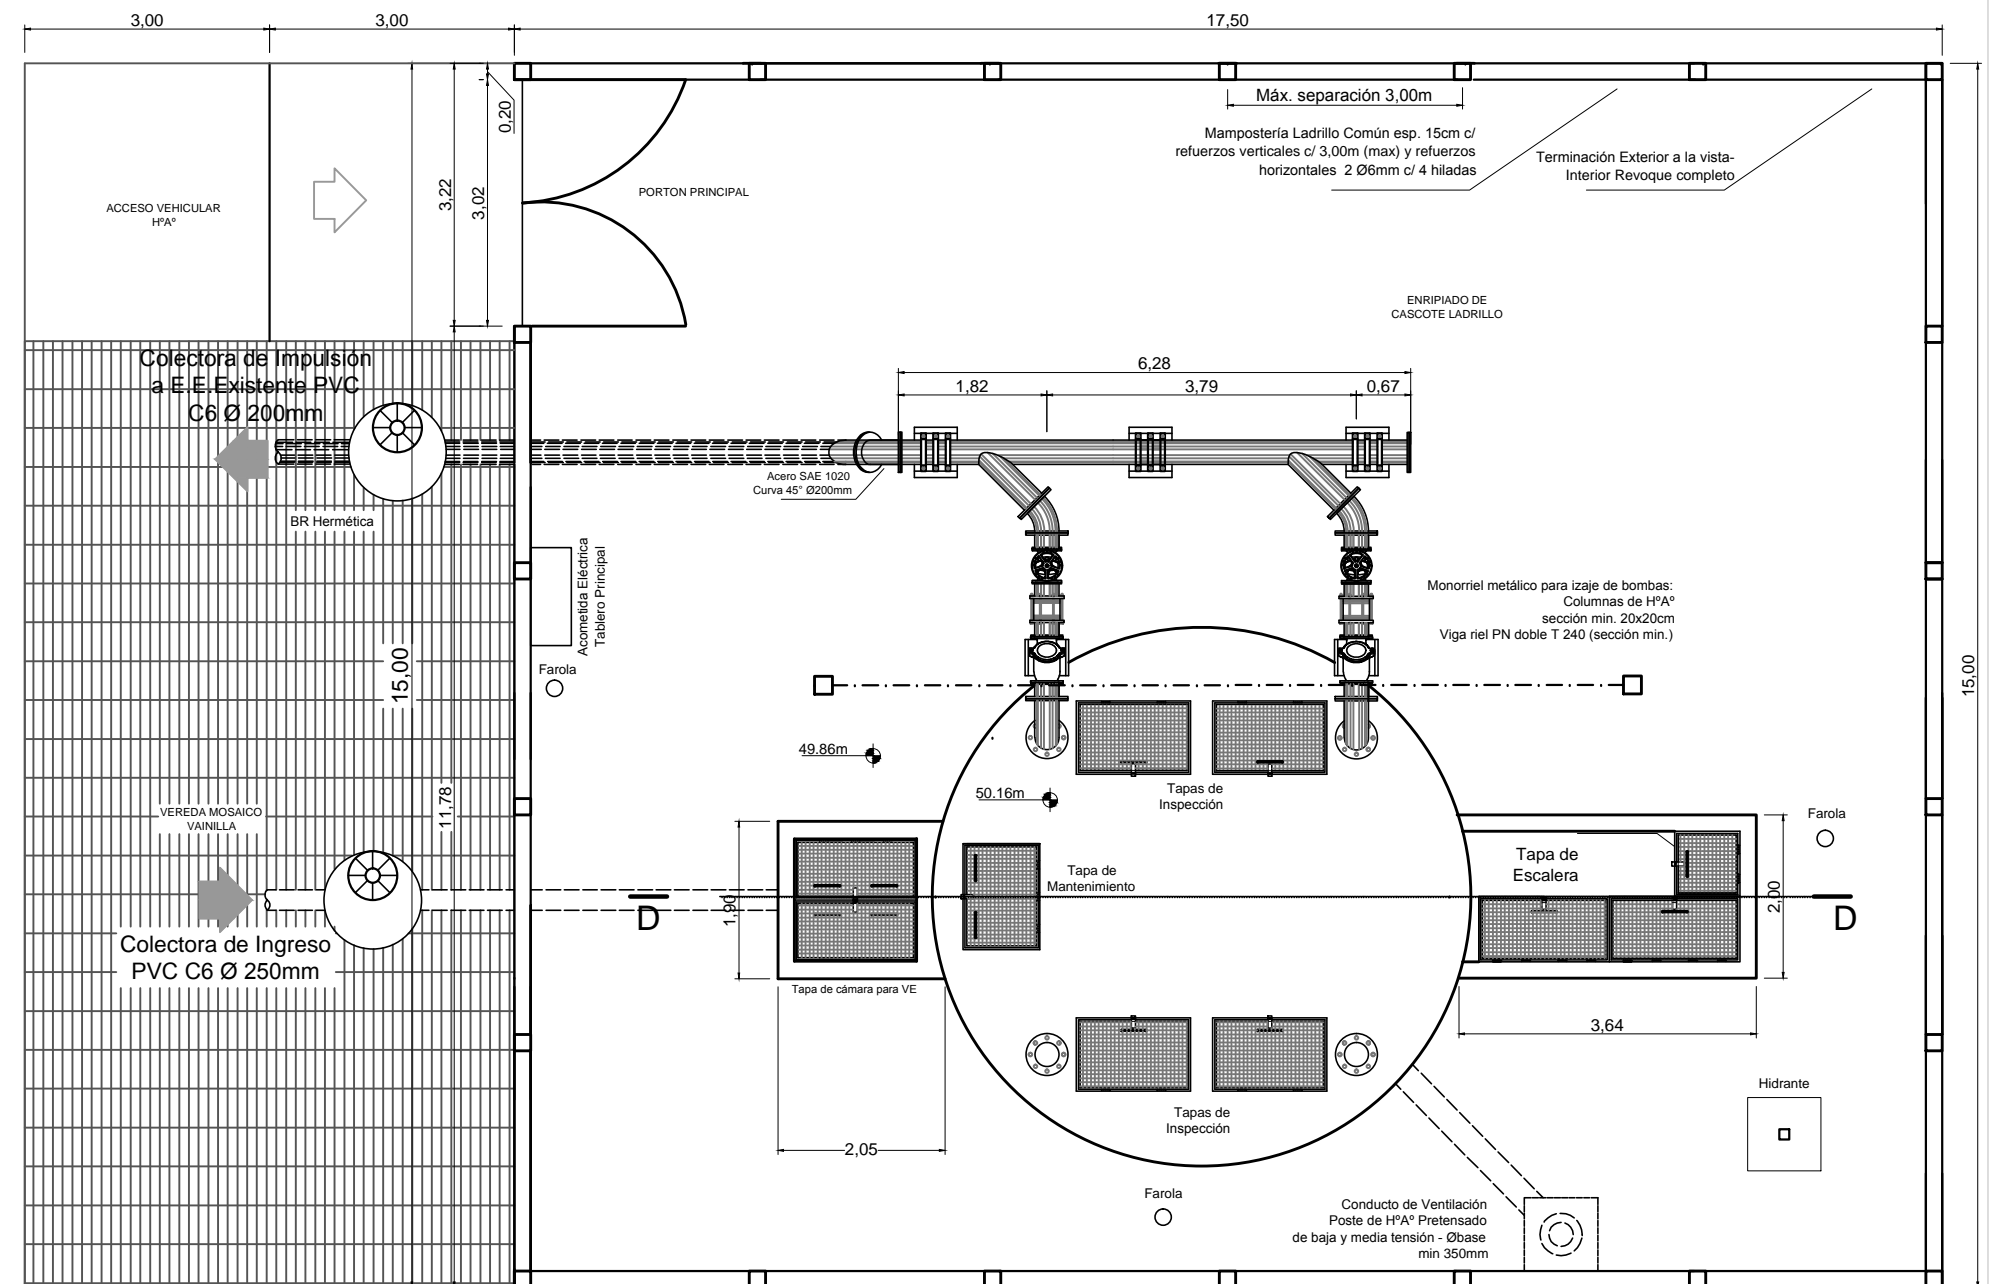 3,00
3,00
17,50
0,20
3,22
3,02
Máx. separación 3,00m
Mampostería Ladrillo Común esp. 15cm c/
refuerzos verticales c/ 3,00m (max) y refuerzos
horizontales 2 Ø6mm c/ 4 hiladas
Terminación Exterior a la vista-
Interior Revoque completo
ACCESO VEHICULAR
HºAº
PORTON PRINCIPAL
ENRIPIADO DE
CASCOTE LADRILLO
Colectora de Impulsión
a E.E.Existente PVC
C6 Ø 200mm
6,28
1,82
3,79
0,67
Acero SAE 1020
Curva 45° Ø200mm
BR Hermética
Acometida Eléctrica
Tablero Principal
Monorriel metálico para izaje de bombas:
Columnas de HºAº
sección min. 20x20cm
Viga riel PN doble T 240 (sección min.)
Farola
15,00
15,00
49.86m
50.16m
Tapas de
Inspección
VEREDA MOSAICO
VAINILLA
11,78
Farola
Tapa de
Mantenimiento
Tapa de
Escalera
1,90
2,00
D
D
Colectora de Ingreso
PVC C6 Ø 250mm
Tapa de cámara para VE
3,64
Hidrante
Tapas de
Inspección
2,05
Farola
Conducto de Ventilación
Poste de HºAº Pretensado
de baja y media tensión - Øbase
min 350mm